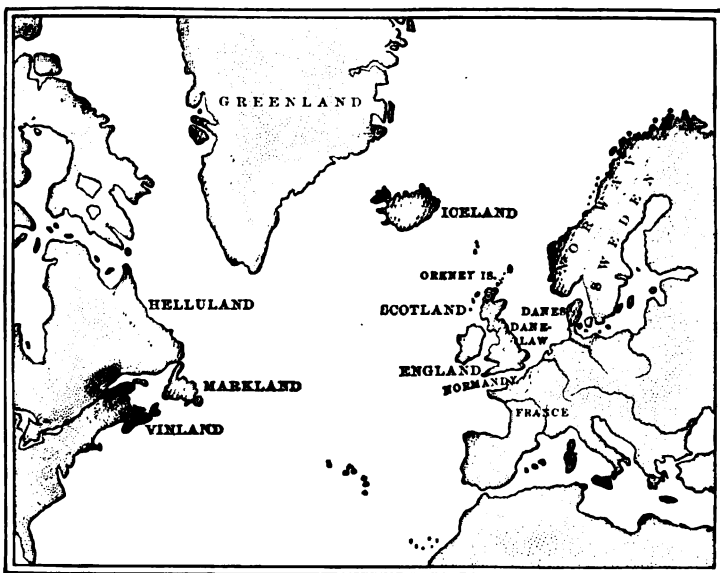 GREENLAND
NORWAY
SWEDEN
ICELAND
ORKNEY IS.
HELLULAND
SCOTLAND
DANES
DANE-
LAW
ENGLAND
MARKLAND
NORMANDY
FRANCE
VINLAND